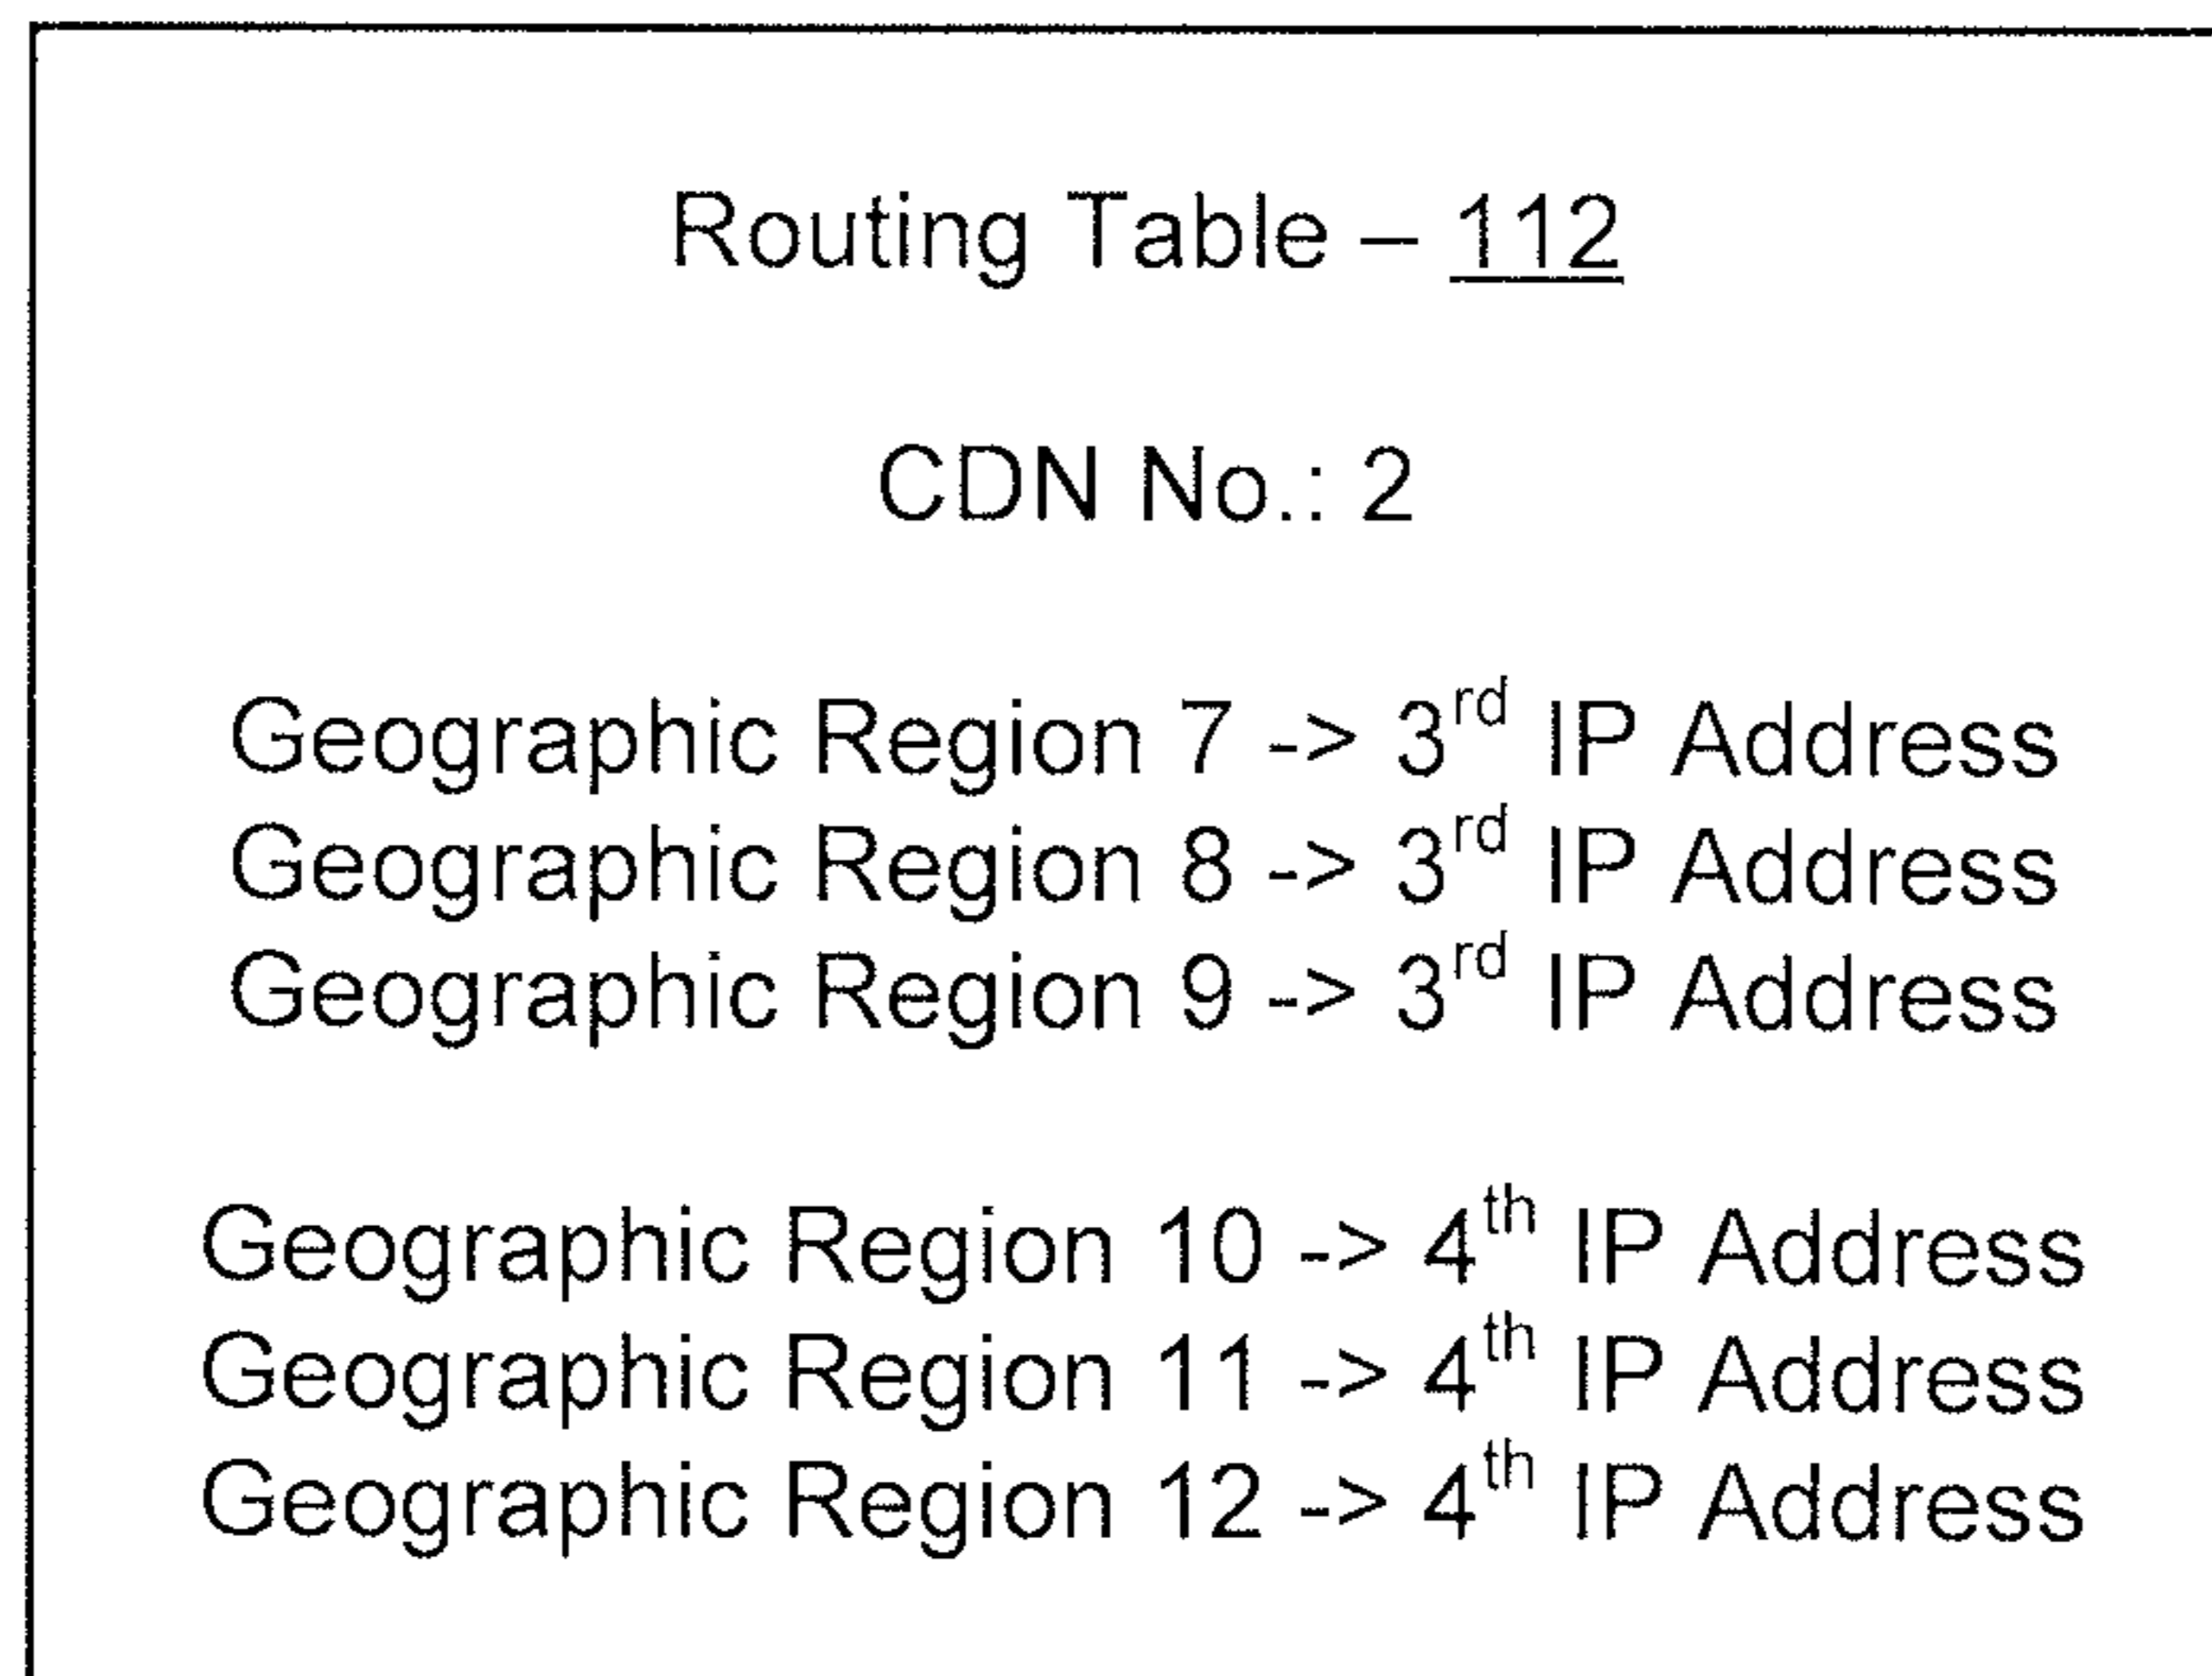 Routing Table – 112
CDN No.: 2
Geographic Region 7 -> 3rd IP Address
Geographic Region 8 -> 3rd IP Address
Geographic Region 9 -> 3rd IP Address
Geographic Region 10 -> 4th IP Address
Geographic Region 11 -> 4th IP Address
Geographic Region 12 -> 4th IP Address